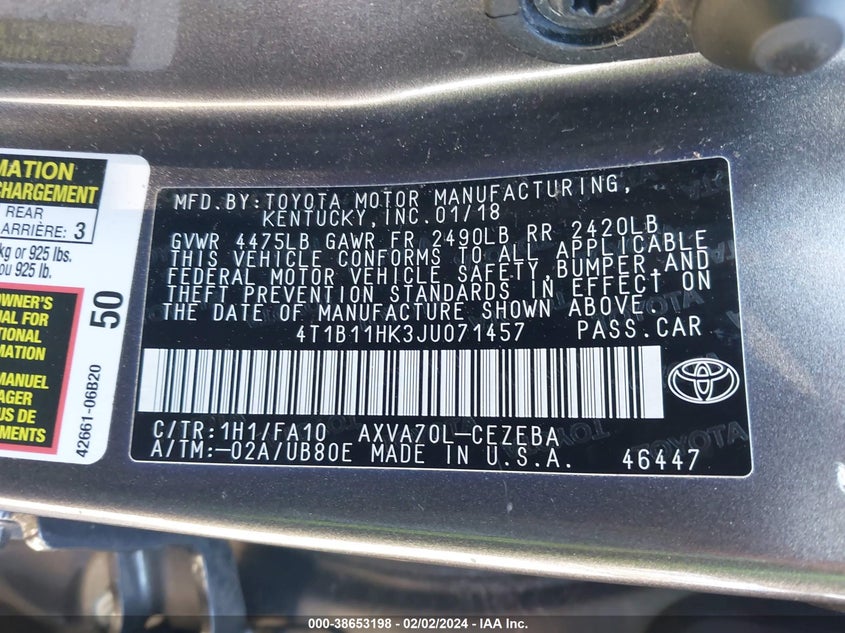 MATION
CHARGEMENT
REAR
ARRIÈRE: 3
kg or 925 lbs.
ou 925 lb.
OWNER'S
UAL FOR
TIONAL
MATION
MANUEL
AGER
US DE
EMENTS
50
42661-06B20
MFD.BY:TOYOTA MOTOR MANUFACTURING,
KENTUCKY,INC.01/18
GVWR 4475LB GAWR FR 2490LB RR 2420LB
THIS VEHICLE CONFORMS TO ALL APPLICABLE
FEDERAL MOTOR VEHICLE SAFETY,BUMPER,AND
THEFT PREVENTION STANDARDS IN EFFECT ON
THE DATE OF MANUFACTURE SHOWN ABOVE.
4T1B11HK3JU071457 PASS.CAR
C/TR:1H1/FA10 AXVA70L-CEZEBA
A/TM:-02A/UB80E MADE IN U.S.A. 46447
000-38653198 - 02/02/2024 - IAA Inc.